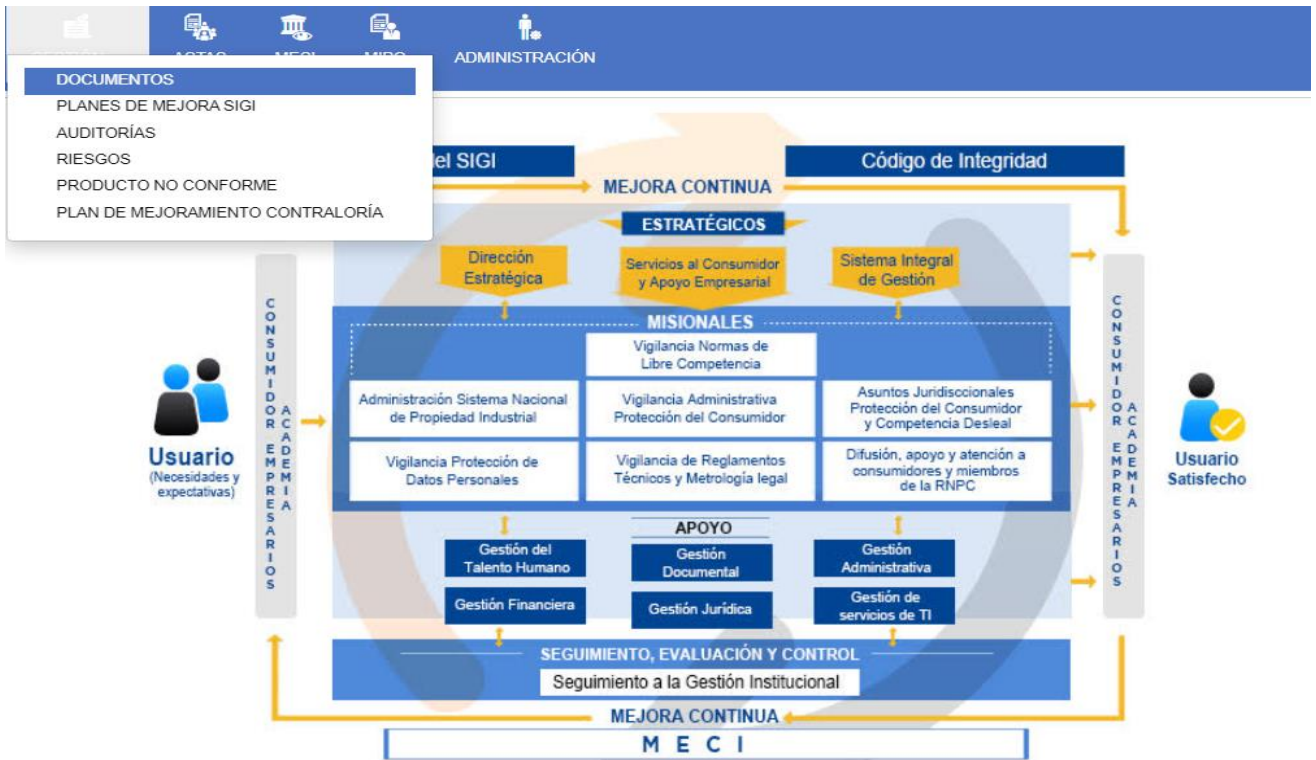 ADMINISTRACIÓN
DOCUMENTOS
PLANES DE MEJORA SIGI
AUDITORÍAS
RIESGOS
PRODUCTO NO CONFORME
PLAN DE MEJORAMIENTO CONTRALORÍA
del SIGI
Código de Integridad
MEJORA CONTINUA
ESTRATÉGICOS
Dirección
Estratégica
Servicios al Consumidor
y Apoyo Empresarial
Sistema Integral
de Gestión
MISIONALES
Vigilancia Normas de
Libre Competencia
Administración Sistema Nacional
de Propiedad Industrial
Vigilancia Administrativa
Protección del Consumidor
Asuntos Juridisccionales
Protección del Consumidor
y Competencia Desleal
Vigilancia Protección de
Datos Personales
Vigilancia de Reglamentos
Técnicos y Metrología legal
Difusión, apoyo y atención a
consumidores y miembros
de la RNPC
Usuario
(Necesidades y
expectativas)
CONSUMIDOR EMPRESARIOS
ACADEMIA
CONSUMIDOR EMPRESARIOS
ACADEMIA
Usuario
Satisfecho
APOYO
Gestión del
Talento Humano
Gestión
Documental
Gestión
Administrativa
Gestión Financiera
Gestión Jurídica
Gestión de
servicios de TI
SEGUIMIENTO, EVALUACIÓN Y CONTROL
Seguimiento a la Gestión Institucional
MEJORA CONTINUA
M E C I